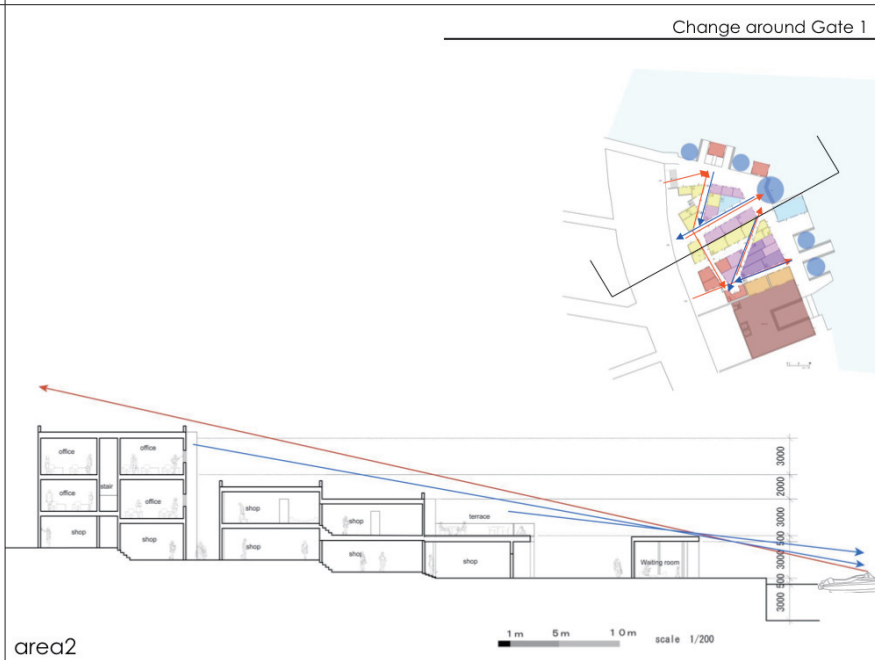 Change around Gate 1
office
office
stair
office
office
shop
shop
shop
shop
shop
shop
shop
terrace
Waiting room
3000
2000
3000
500
3000
500
3000
1m 5m 10m scale 1/200
area2